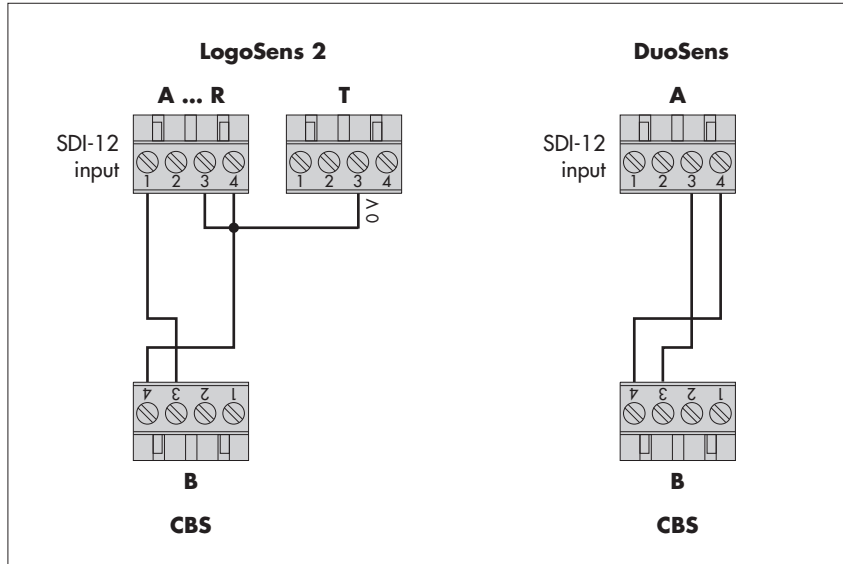 LogoSens 2
DuoSens
A ... R
T
A
SDI-12
input
1 2 3 4
1 2 3 4
0 V
SDI-12
input
1 2 3 4
4 3 2 1
B
CBS
4 3 2 1
B
CBS